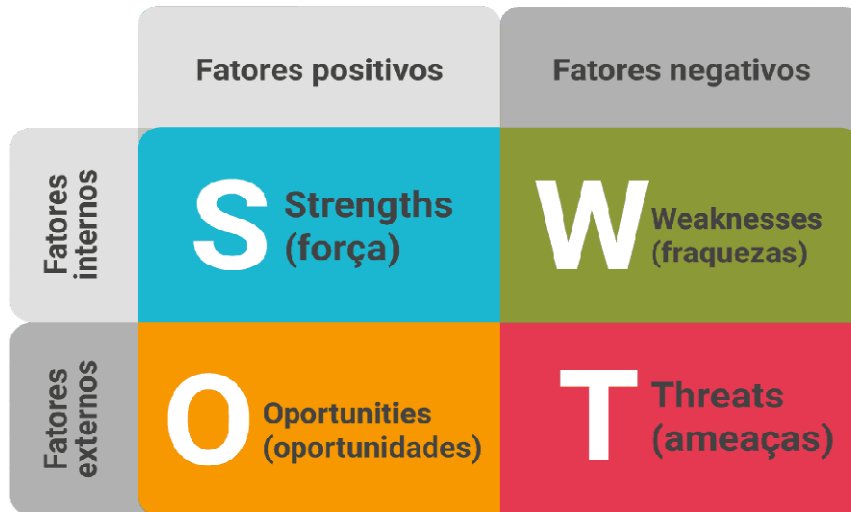 Fatores positivos
Fatores negativos
Fatores
internos
S
Strengths
(força)
W
Weaknesses
(fraquezas)
Fatores
externos
O
Oportunities
(oportunidades)
T
Threats
(ameaças)